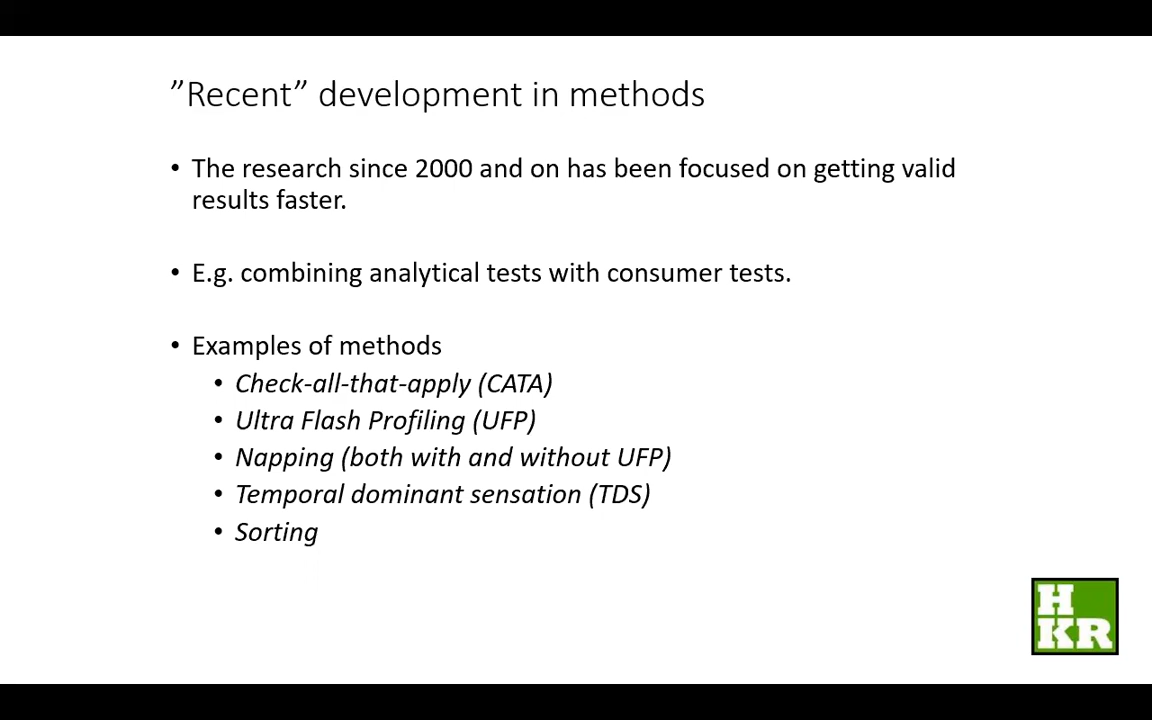 ”Recent” development in methods
• The research since 2000 and on has been focused on getting valid
results faster.
• E.g. combining analytical tests with consumer tests.
• Examples of methods
• Check-all-that-apply (CATA)
• Ultra Flash Profiling (UFP)
• Napping (both with and without UFP)
• Temporal dominant sensation (TDS)
• Sorting
H
KR